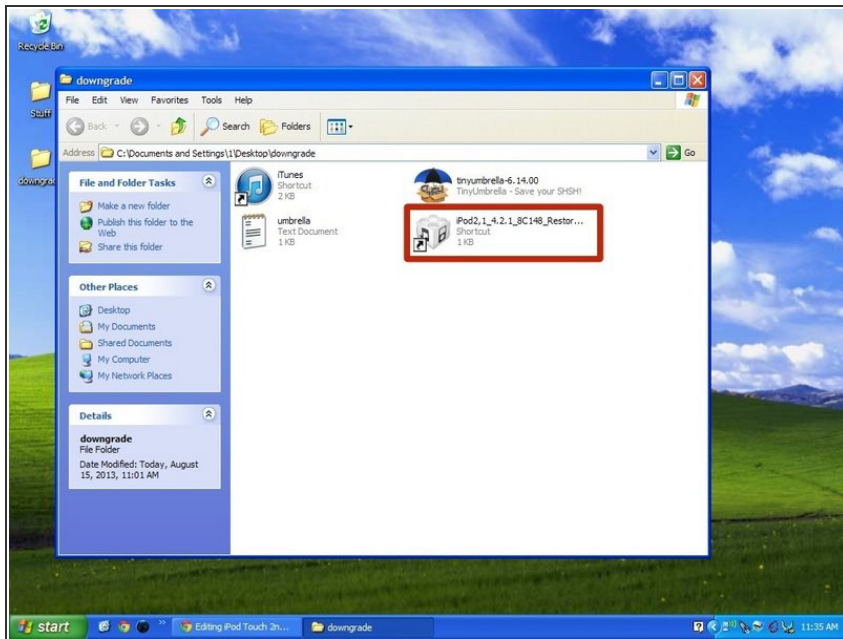 Recycle Bin
Stuff
downgrade
downgrade
File Edit View Favorites Tools Help
Back Search Folders
Address C:\Documents and Settings\1\Desktop\downgrade Go
File and Folder Tasks
Make a new folder
Publish this folder to the
Web
Share this folder
Other Places
Desktop
My Documents
Shared Documents
My Computer
My Network Places
Details
downgrade
File Folder
Date Modified: Today, August
15, 2013, 11:01 AM
iTunes
Shortcut
2 KB
tinyumbrella-6.14.00
TinyUmbrella - Save your SHSH!
umbrella
Text Document
1 KB
iPod2,1_4.2.1_8C148_Restor...
Shortcut
1 KB
start Editing iPod Touch 2n... downgrade 11:35 AM